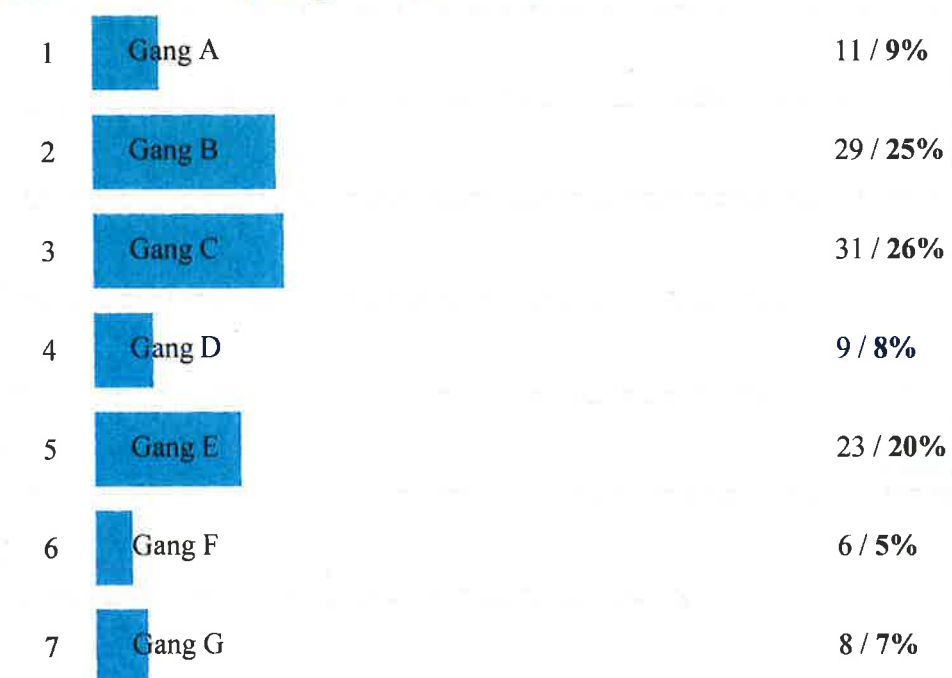 1 Gang A 11 / 9%
2 Gang B 29 / 25%
3 Gang C 31 / 26%
4 Gang D 9 / 8%
5 Gang E 23 / 20%
6 Gang F 6 / 5%
7 Gang G 8 / 7%